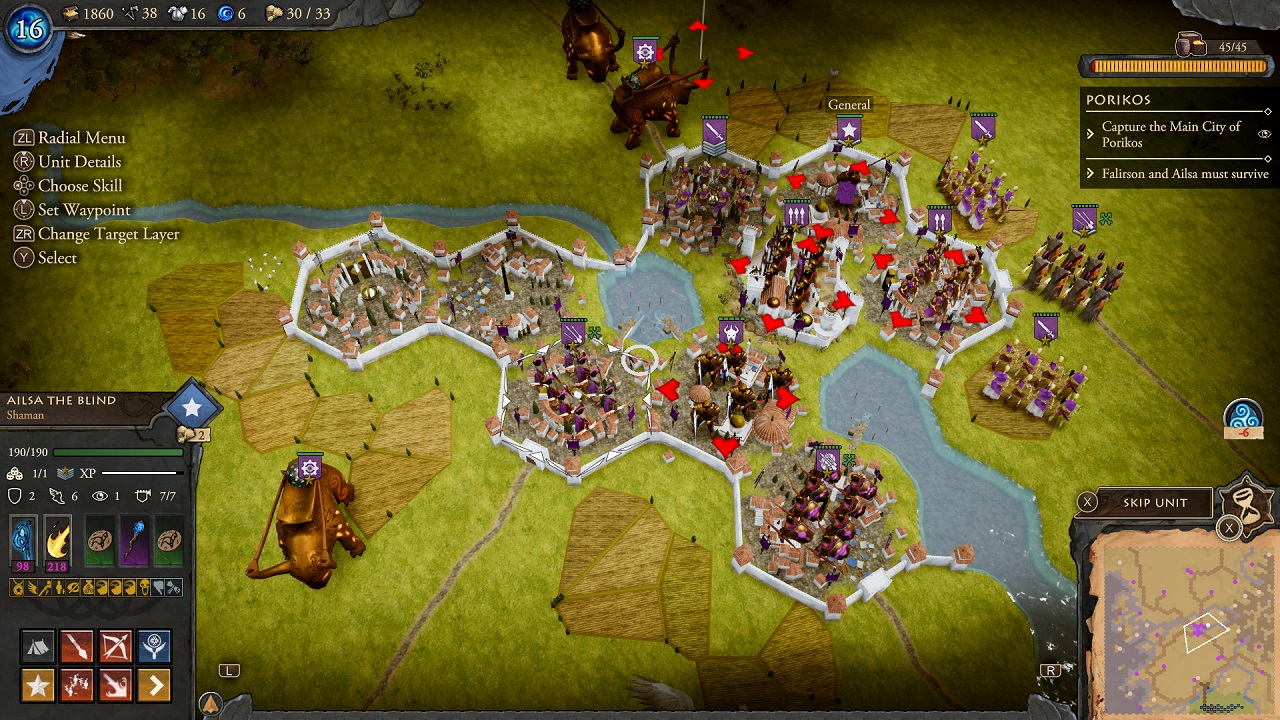 16 1860 38 16 6 30 / 33
45/45
PORIKOS
Capture the Main City of
Porikos
Falirson and Ailsa must survive
General
ZL Radial Menu
R Unit Details
Choose Skill
L Set Waypoint
ZR Change Target Layer
Y Select
AILSA THE BLIND
Shaman
2
190/190
1/1 XP
2 6 1 7/7
98 218
-6
X SKIP UNIT
X
L
R